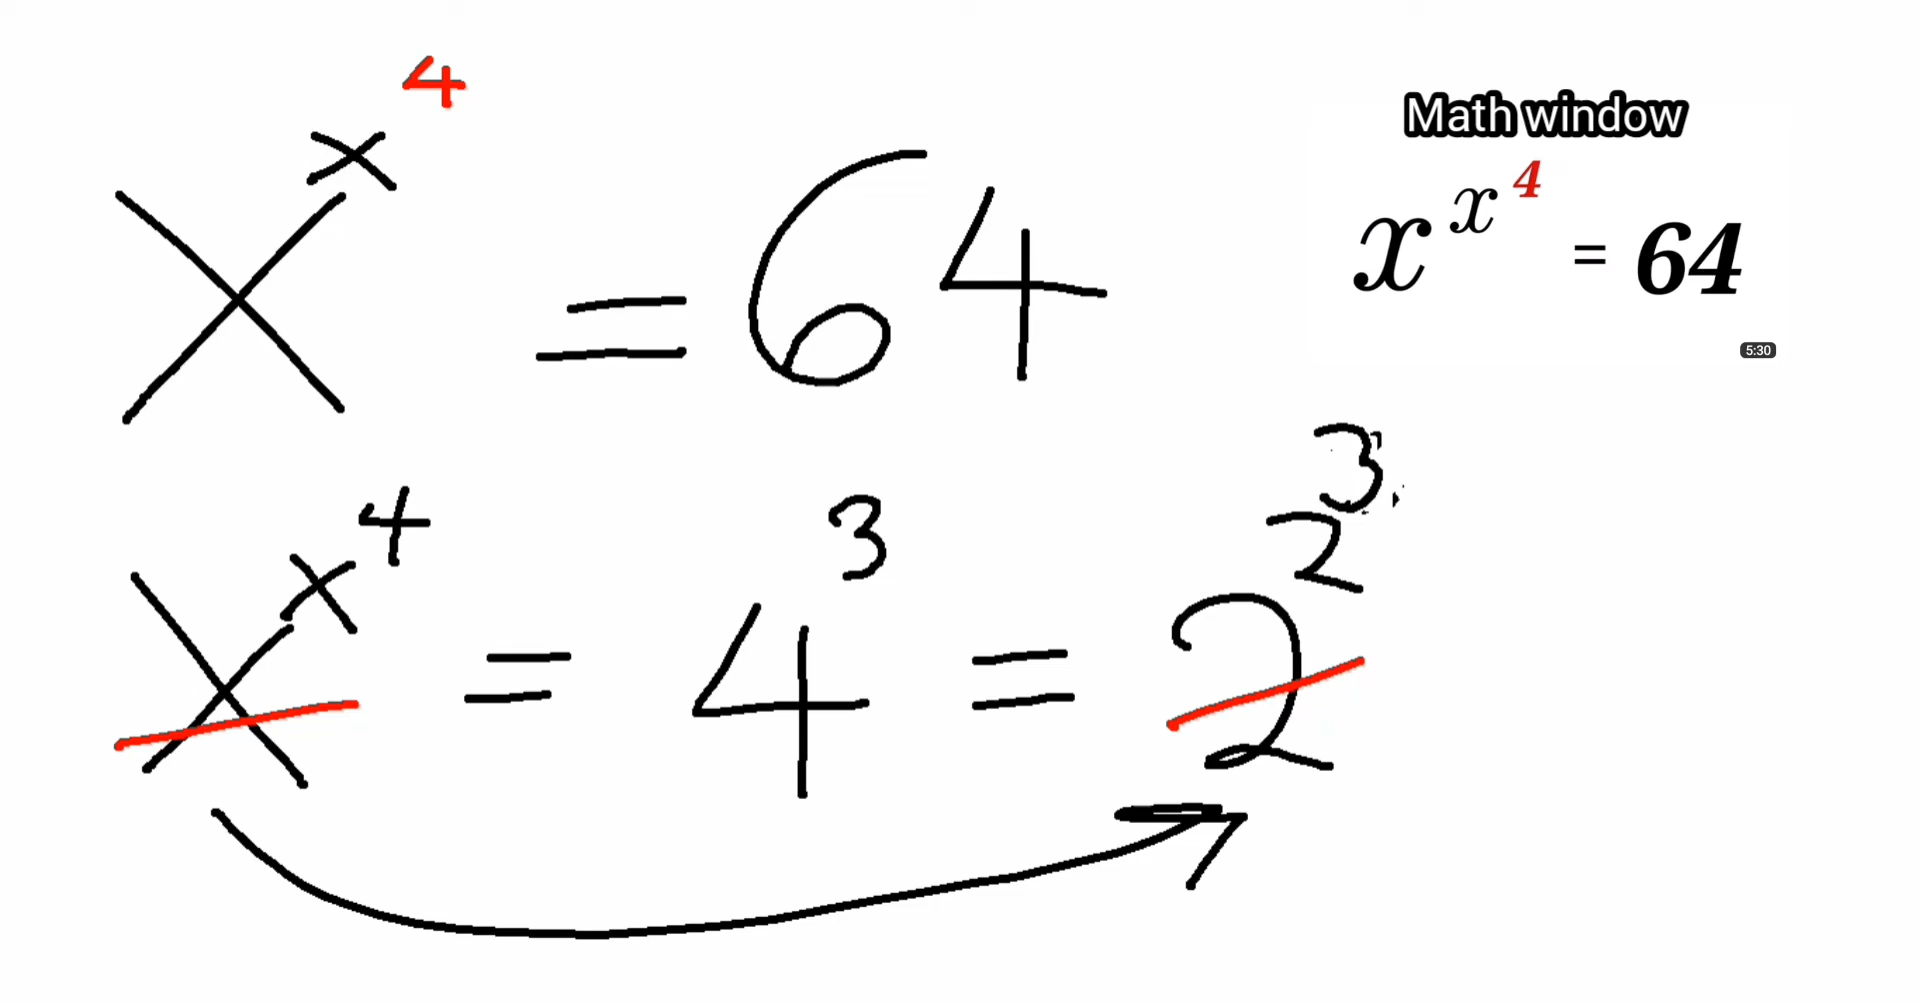 x^x^4 = 64
Math window
x^x^4 = 64
5:30
x^x^4 = 4^3 = 2^2^3